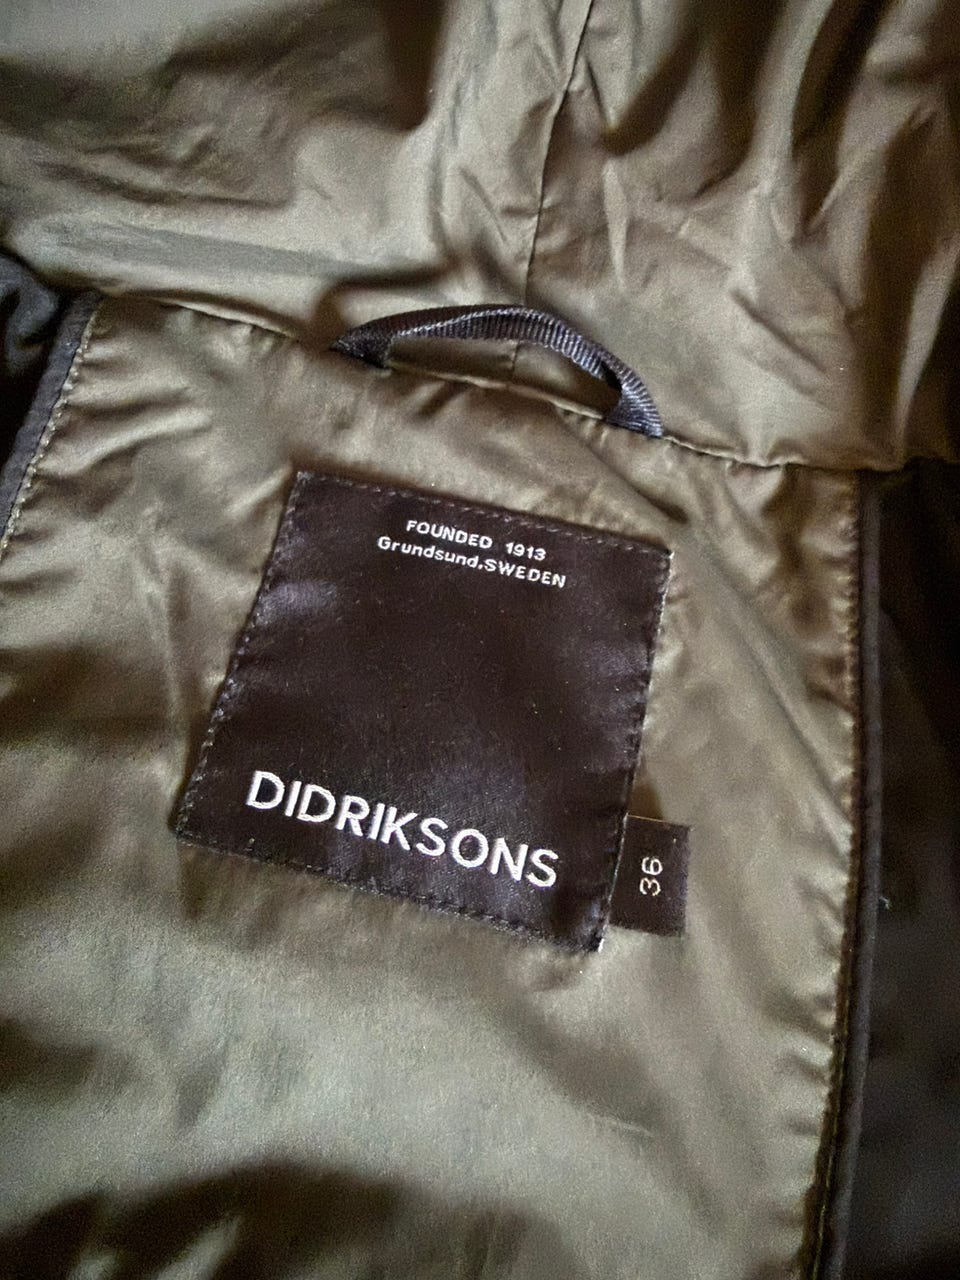 FOUNDED 1913
Grundsund,SWEDEN
DIDRIKSONS
36